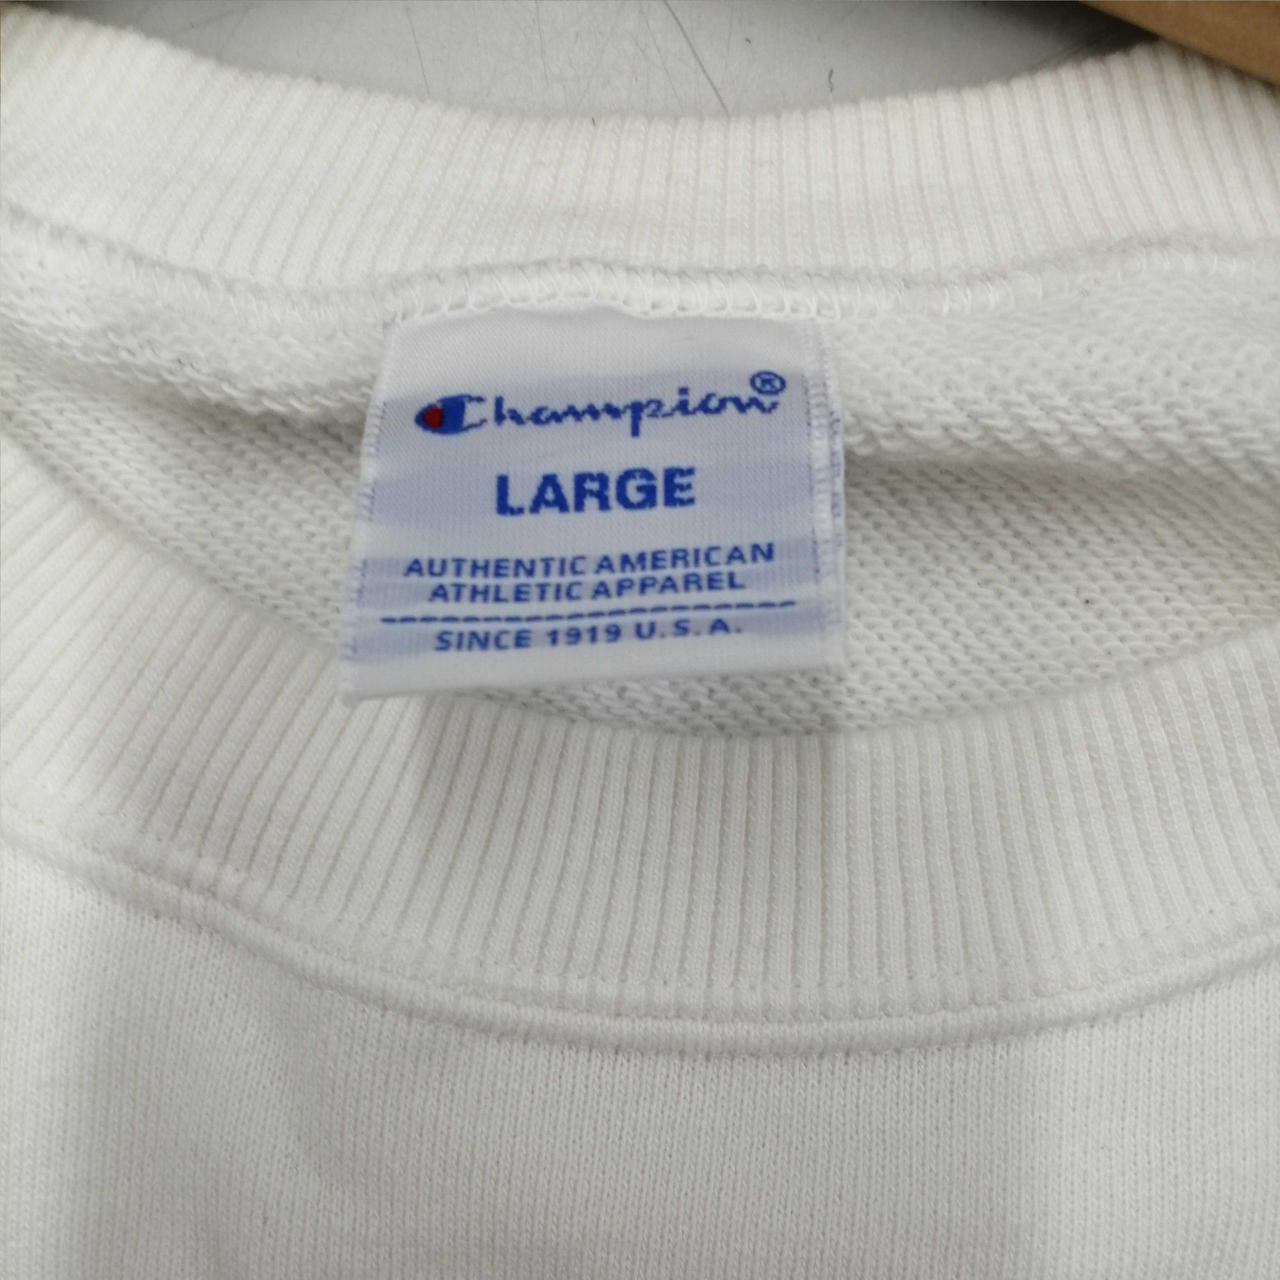 Champion®
LARGE
AUTHENTIC AMERICAN
ATHLETIC APPAREL
SINCE 1919 U.S.A.